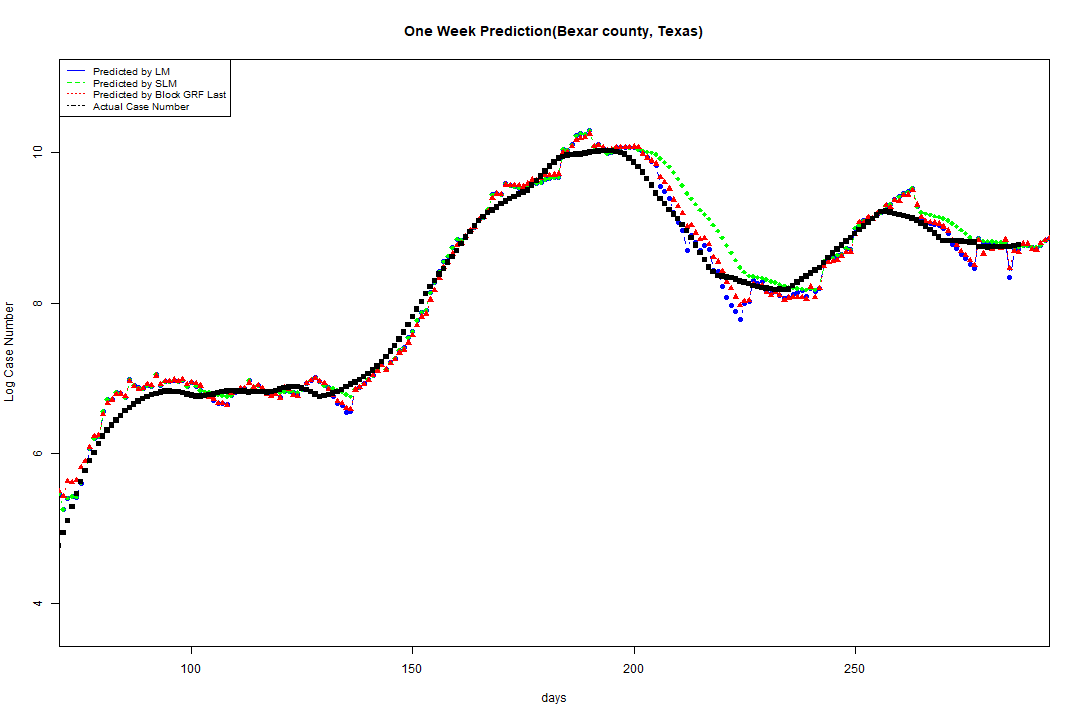 One Week Prediction(Bexar county, Texas)
Predicted by LM
Predicted by SLM
Predicted by Block GRF Last
Actual Case Number
10
8
6
4
Log Case Number
100 150 200 250
days